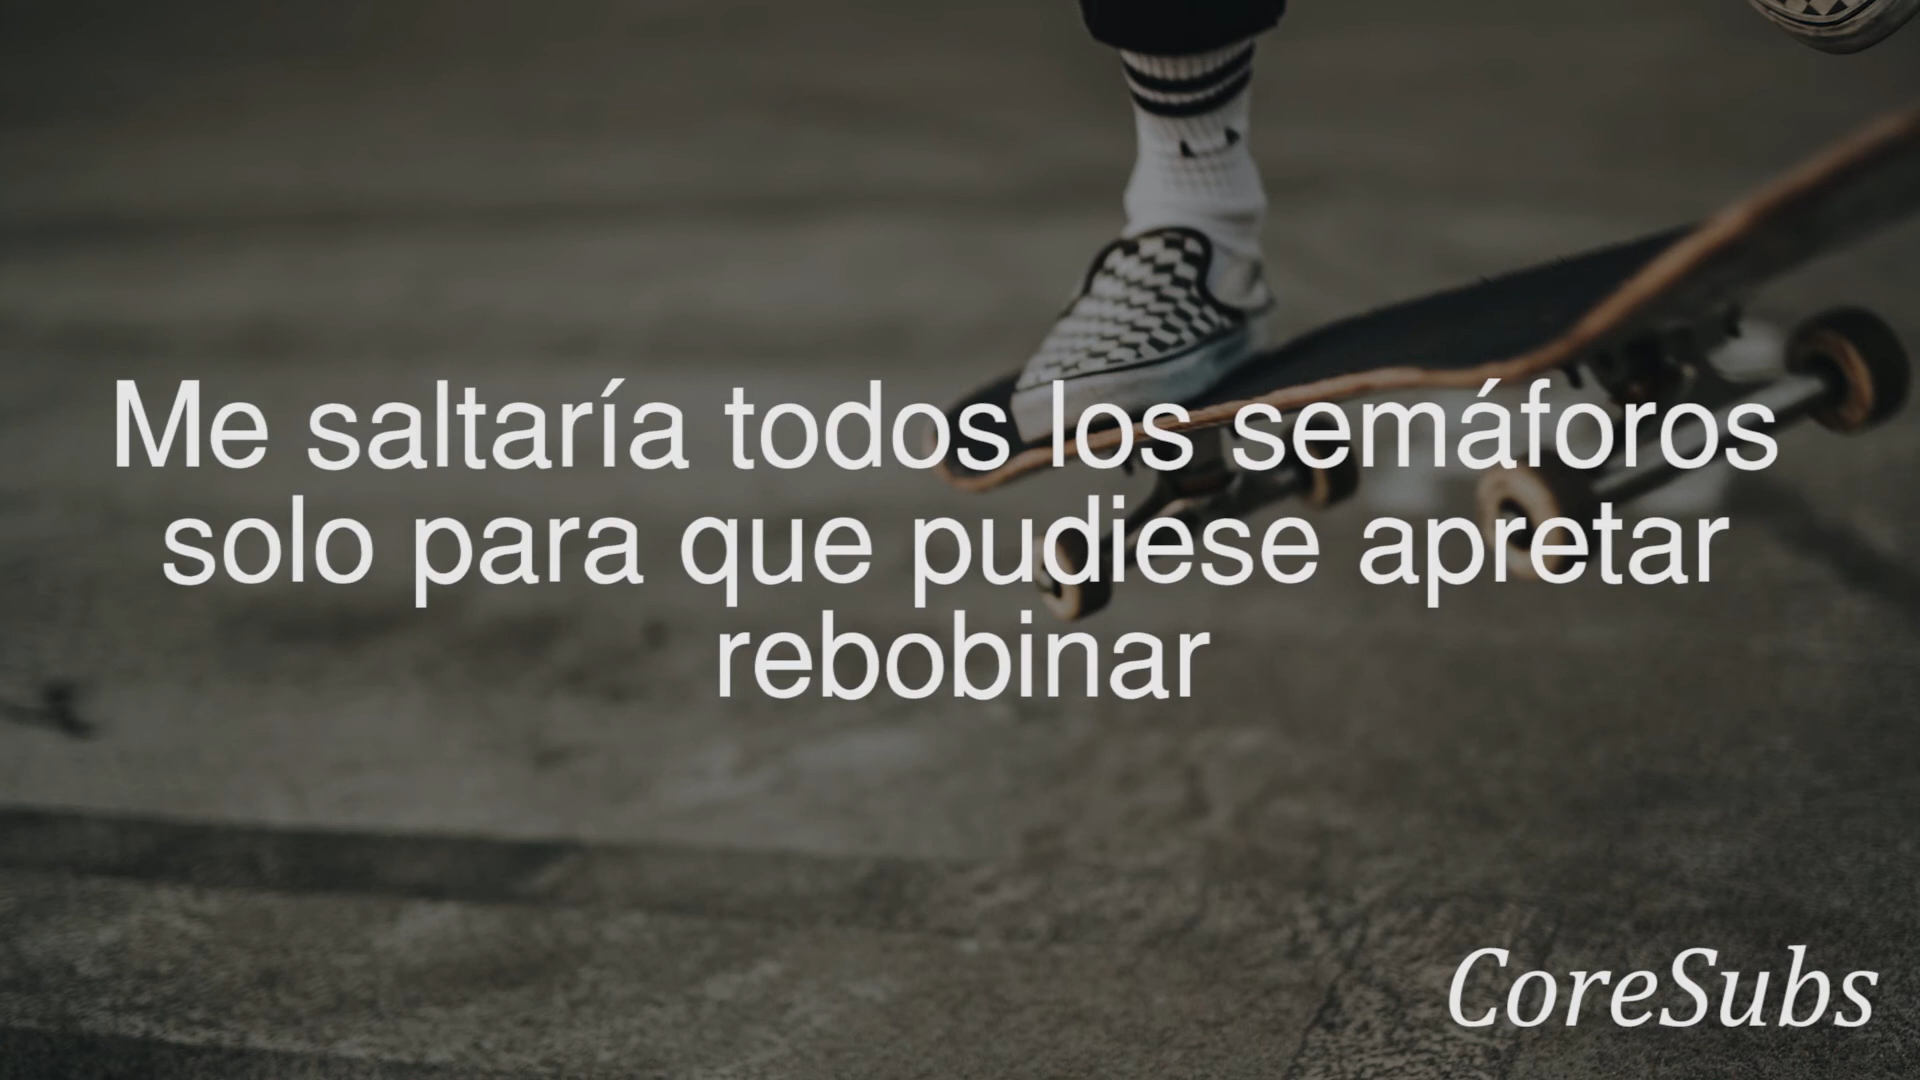 Me saltaría todos los semáforos
solo para que pudiese apretar
rebobinar
CoreSubs